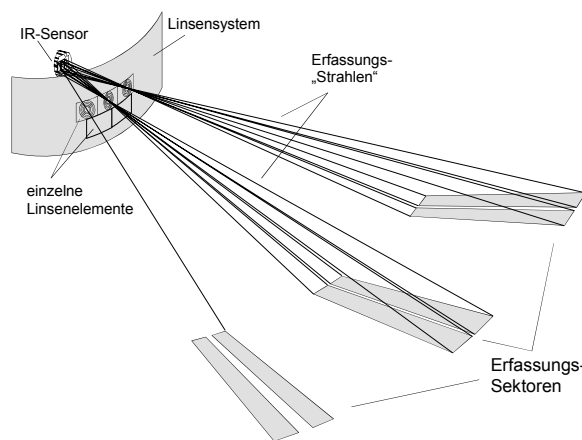 IR-Sensor
Linsensystem
Erfassungs-
„Strahlen“
einzelne
Linsenelemente
Erfassungs-
Sektoren